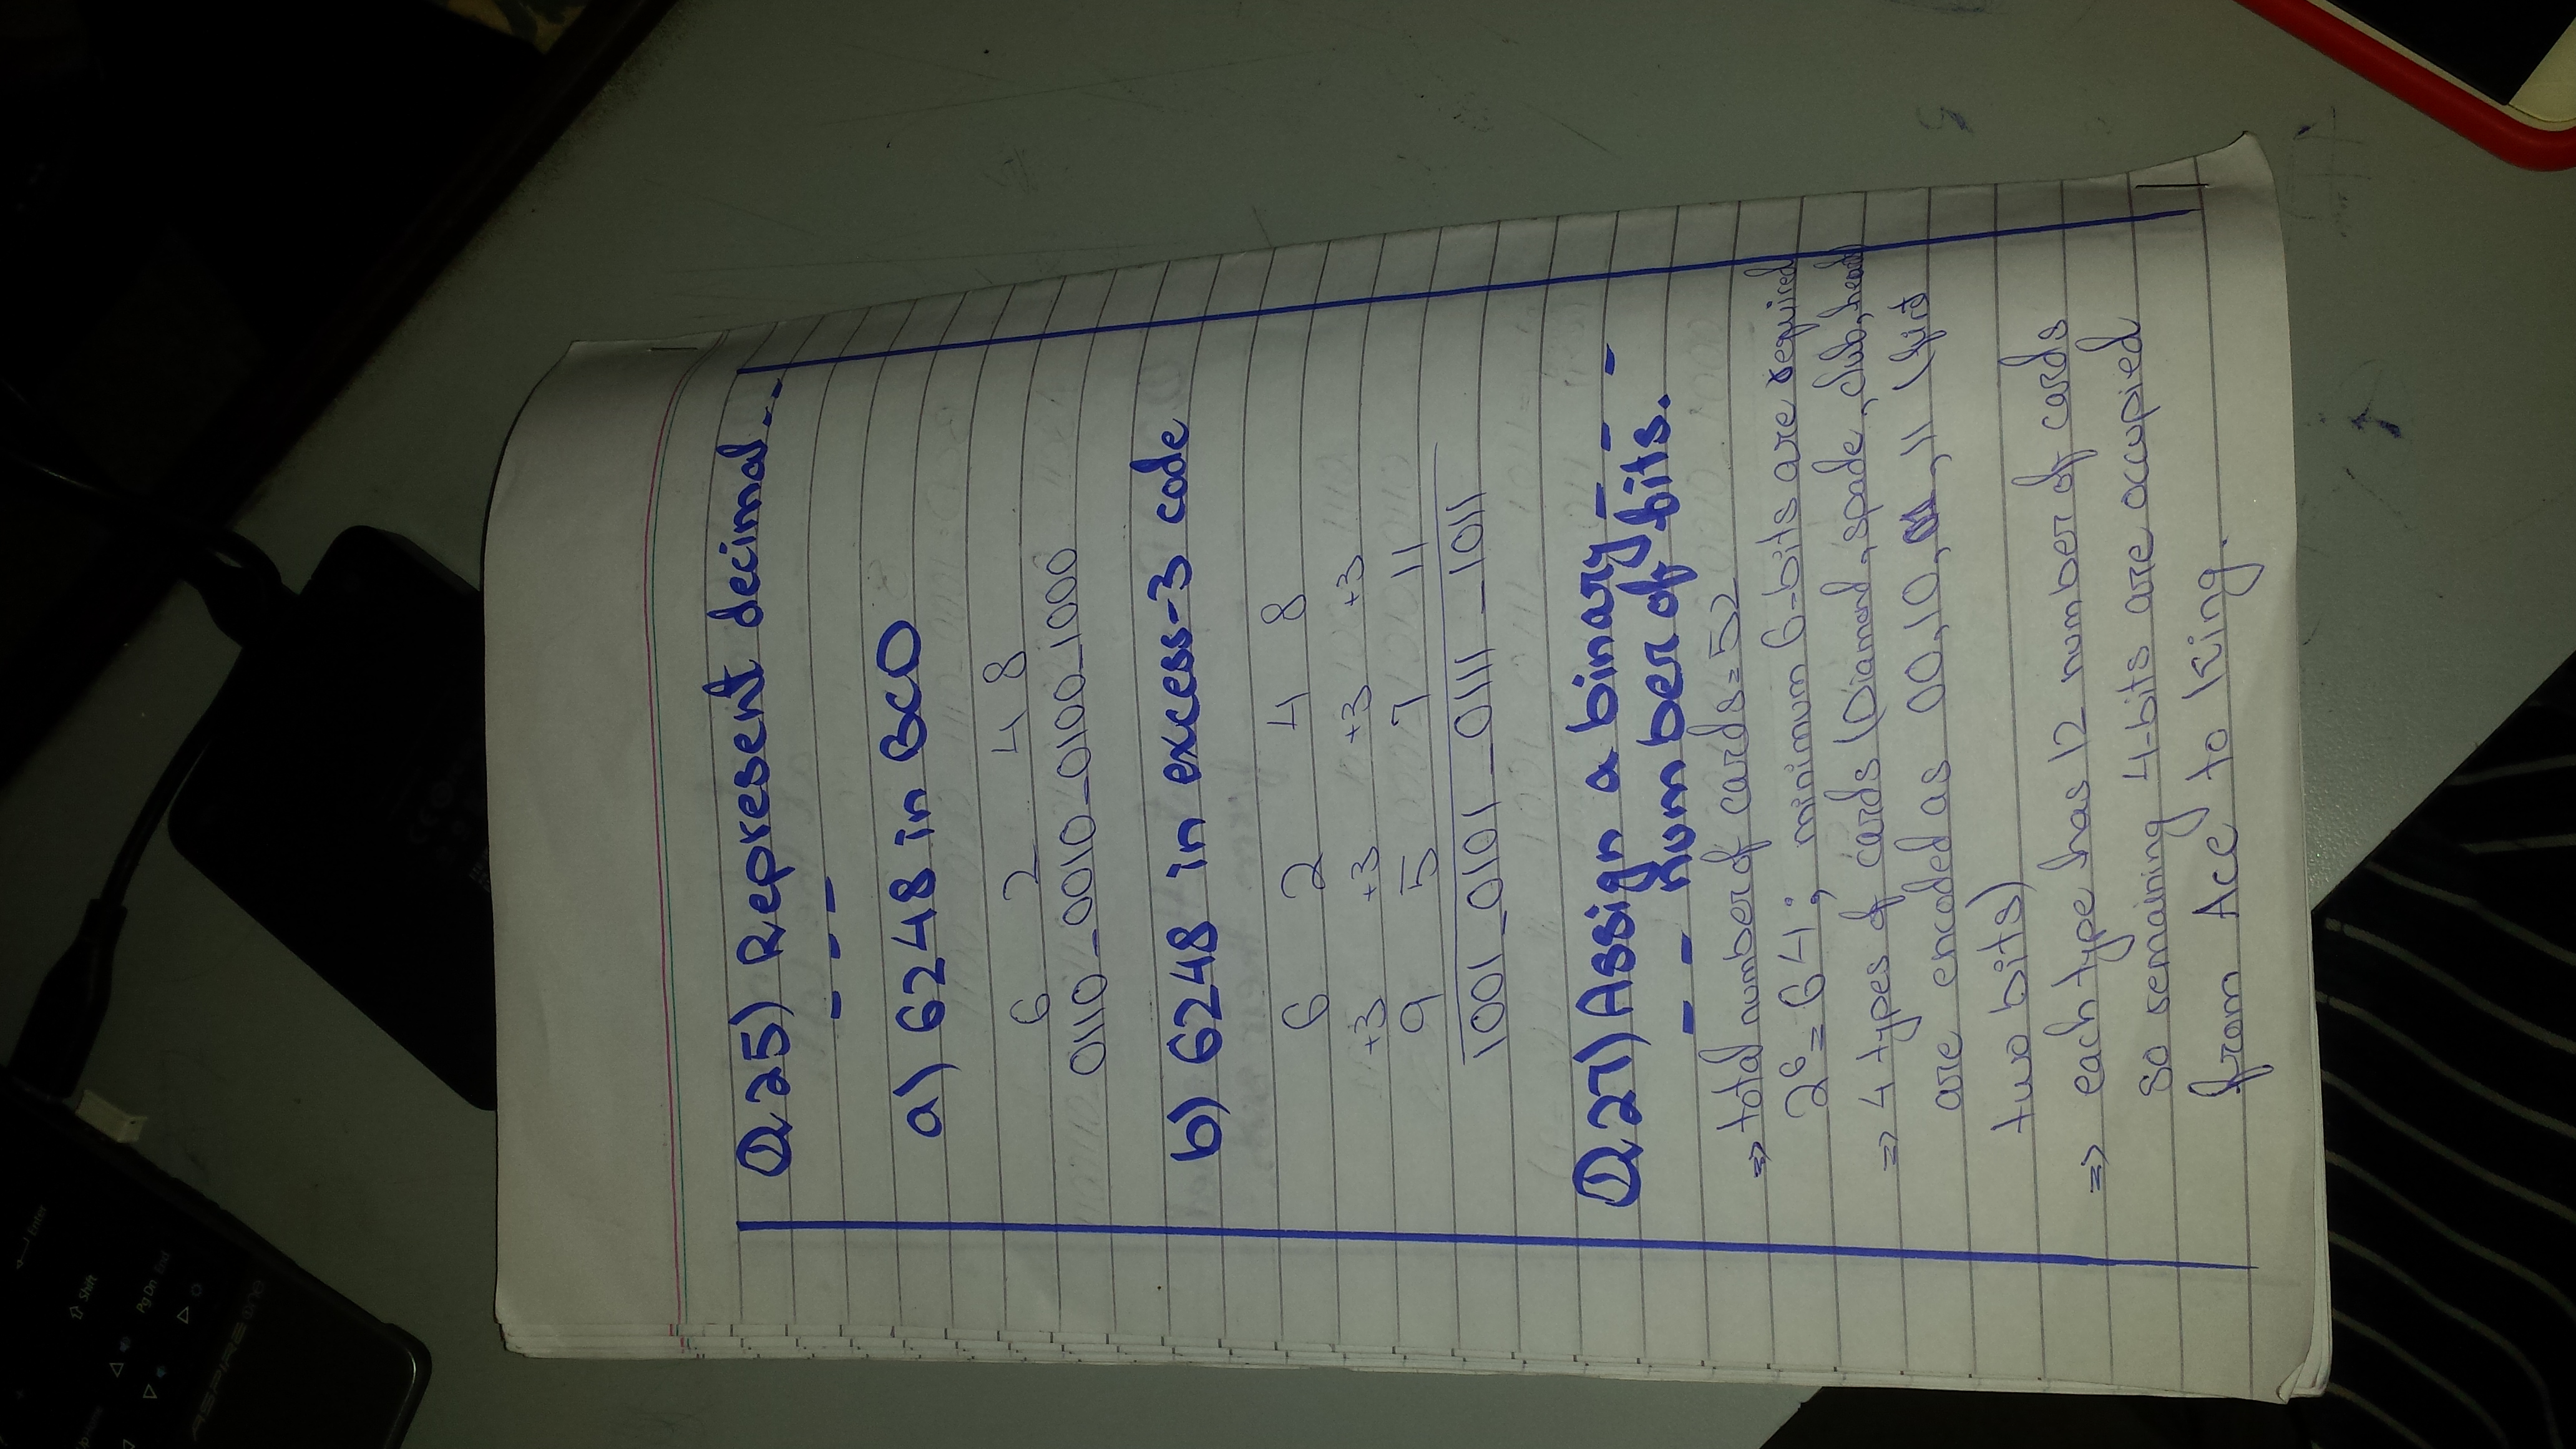 Enter
Shift
Pg Dn End
ASPIRE one
Q 25) Represent decimal - -
- - -
a) 6248 in BCD
6 2 4 8
0110_0010_0100_1000
b) 6248 in excess-3 code
6 2 4 8
+3 +3 +3 +3
9 5 7 11
1001_0101_0111_1011
Q 27) Assign a binary - - -
- - number of bits.
=> total number of cards = 52
2⁶ = 64; minimum 6-bits are required
=> 4 types of cards (Diamond, spade, club, heart
are encoded as 00, 10, 01, 11 (first
two bits)
=> each type has 12 number of cards
so remaining 4-bits are occupied
from Ace to King.